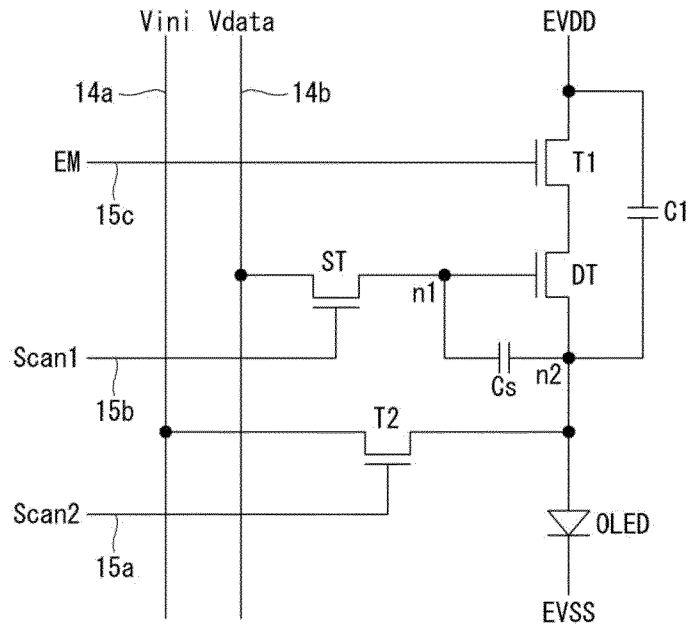 Vini Vdata EVDD
14a 14b
EM T1
15c C1
ST DT
n1
Scan1 Cs n2
15b
T2
Scan2 OLED
15a
EVSS